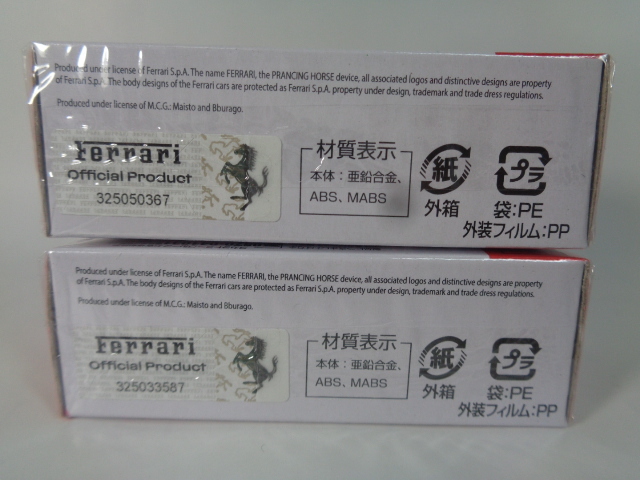 Produced under license of Ferrari S.p.A. The name FERRARI, the PRANCING HORSE device, all associated logos and distinctive designs are property
of Ferrari S.p.A. The body designs of the Ferrari cars are protected as Ferrari S.p.A. property under design, trademark and trade dress regulations.
Produced under license of M.C.G.: Maisto and Bburago.
Ferrari
Official Product
325050367
材質表示
本体：亜鉛合金、
ABS、MABS
紙
外箱
プラ
袋:PE
外装フィルム:PP
Produced under license of Ferrari S.p.A. The name FERRARI, the PRANCING HORSE device, all associated logos and distinctive designs are property
of Ferrari S.p.A. The body designs of the Ferrari cars are protected as Ferrari S.p.A. property under design, trademark and trade dress regulations.
Produced under license of M.C.G.: Maisto and Bburago.
Ferrari
Official Product
325033587
材質表示
本体：亜鉛合金、
ABS、MABS
紙
外箱
プラ
袋:PE
外装フィルム:PP